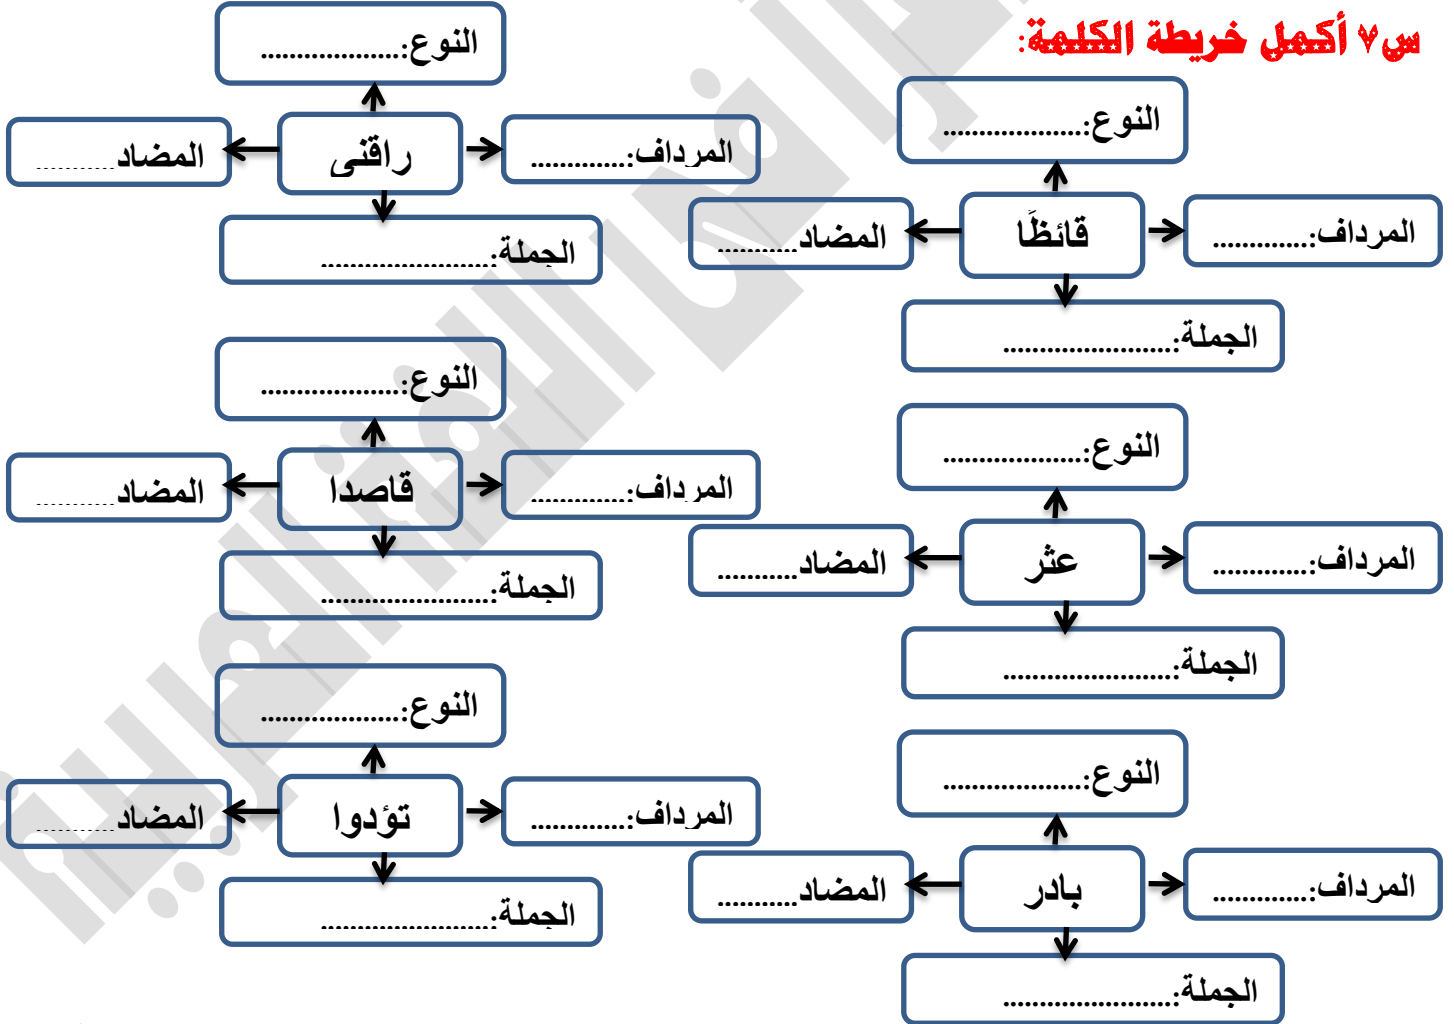 س٧ أكمل خريطة الكلمة:
النوع:...................
قائظًا
المرداف:.............
المضاد...........
الجملة:.......................
النوع:...................
راقني
المرداف:.............
المضاد...........
الجملة:.......................
النوع:...................
عثر
المرداف:.............
المضاد...........
الجملة:.......................
النوع:...................
قاصدا
المرداف:.............
المضاد...........
الجملة:.......................
النوع:...................
بادر
المرداف:.............
المضاد...........
الجملة:.......................
النوع:...................
تؤدوا
المرداف:.............
المضاد...........
الجملة:.......................